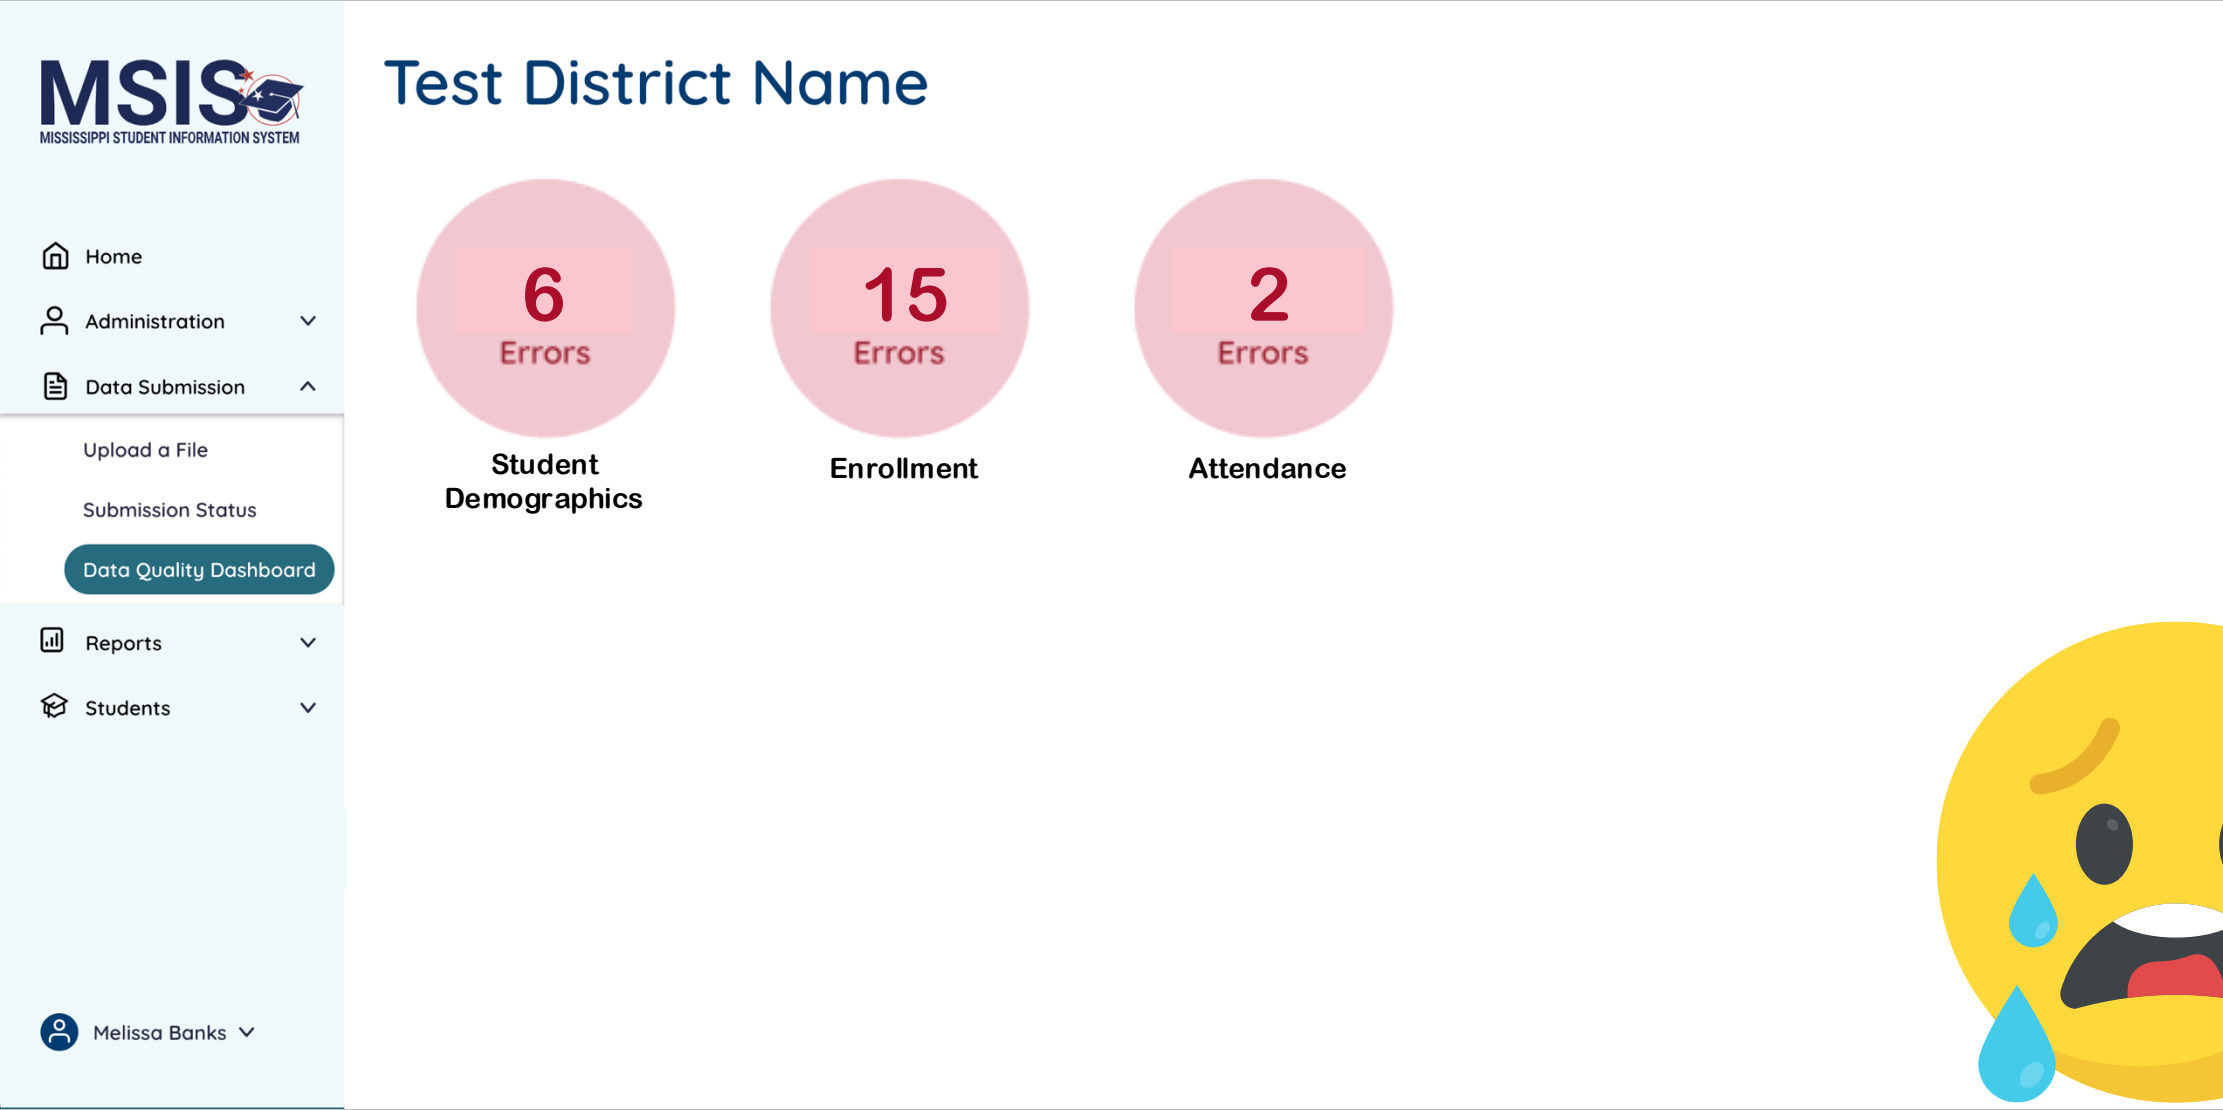 MSIS
MISSISSIPPI STUDENT INFORMATION SYSTEM
Home
Administration
Data Submission
Upload a File
Submission Status
Data Quality Dashboard
Reports
Students
Melissa Banks
Test District Name
6
Errors
Student
Demographics
15
Errors
Enrollment
2
Errors
Attendance